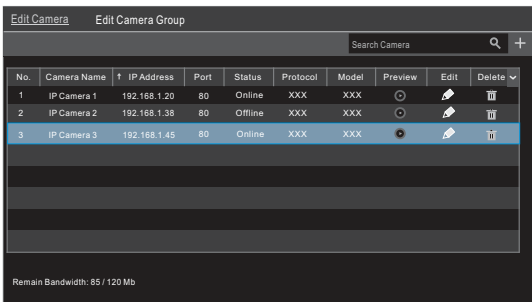 Edit Camera Edit Camera Group
Search Camera
No. Camera Name ↑ IP Address Port Status Protocol Model Preview Edit Delete
1 IP Camera 1 192.168.1.20 80 Online XXX XXX
2 IP Camera 2 192.168.1.38 80 Offline XXX XXX
3 IP Camera 3 192.168.1.45 80 Online XXX XXX
Remain Bandwidth: 85 / 120 Mb